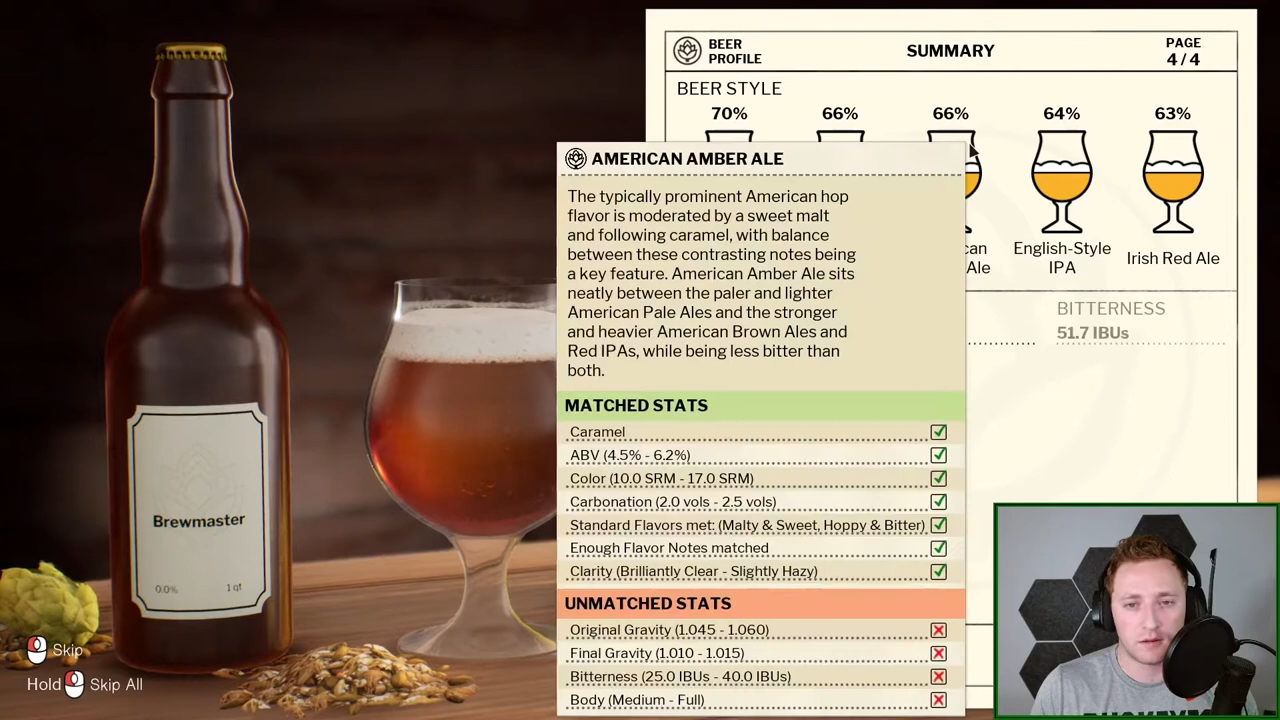 BEER
PROFILE
SUMMARY
PAGE
4 / 4
BEER STYLE
70%
66%
66%
64%
63%
English-Style
IPA
Irish Red Ale
Ale
BITTERNESS
51.7 IBUs
AMERICAN AMBER ALE
The typically prominent American hop
flavor is moderated by a sweet malt
and following caramel, with balance
between these contrasting notes being
a key feature. American Amber Ale sits
neatly between the paler and lighter
American Pale Ales and the stronger
and heavier American Brown Ales and
Red IPAs, while being less bitter than
both.
MATCHED STATS
Caramel
ABV (4.5% - 6.2%)
Color (10.0 SRM - 17.0 SRM)
Carbonation (2.0 vols - 2.5 vols)
Standard Flavors met: (Malty & Sweet, Hoppy & Bitter)
Enough Flavor Notes matched
Clarity (Brilliantly Clear - Slightly Hazy)
UNMATCHED STATS
Original Gravity (1.045 - 1.060)
Final Gravity (1.010 - 1.015)
Bitterness (25.0 IBUs - 40.0 IBUs)
Body (Medium - Full)
Brewmaster
0.0%
1 qt
Skip
Hold
Skip All